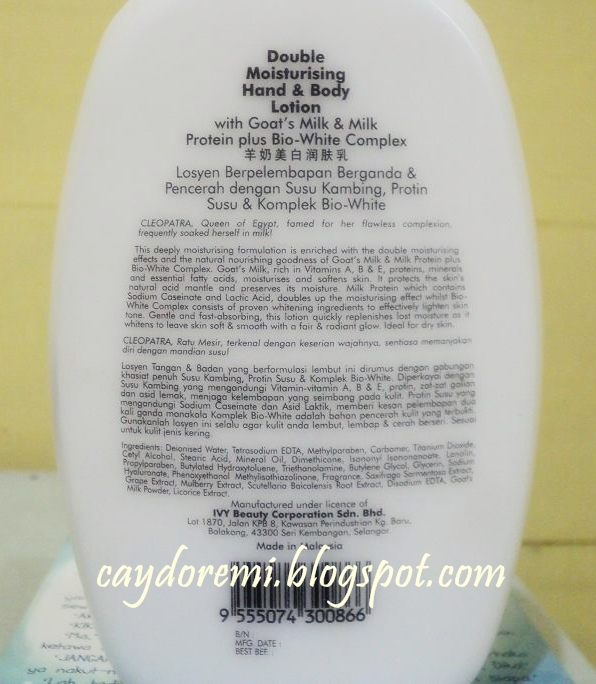 Double
Moisturising
Hand & Body
Lotion
with Goat's Milk & Milk
Protein plus Bio-White Complex
羊奶美白润肤乳
Losyen Berpelembapan Berganda &
Pencerah dengan Susu Kambing, Protin
Susu & Komplek Bio-White
CLEOPATRA, Queen of Egypt, famed for her flawless complexion,
frequently soaked herself in milk!
This deeply moisturising formulation is enriched with the double moisturising
effects and the natural nourishing goodness of Goat's Milk & Milk Protein plus
Bio-White Complex. Goat's Milk, rich in Vitamins A, B & E, proteins, minerals
and essential fatty acids, moisturises and softens skin. It protects the skin's
natural acid mantle and preserves its moisture. Milk Protein which contains
Sodium Caseinate and Lactic Acid, doubles up the moisturising effect whilst Bio-
White Complex consists of proven whitening ingredients to effectively lighten skin
tone. Gentle and fast-absorbing, this lotion quickly replenishes lost moisture as it
whitens to leave skin soft & smooth with a fair & radiant glow. Ideal for dry skin.
CLEOPATRA, Ratu Mesir, terkenal dengan keserian wajahnya, sentiasa memanjakan
diri dengan mandian susu!
Losyen Tangan & Badan yang berformulasi lembut ini dirumus dengan gabungan
khasiat penuh Susu Kambing, Protin Susu & Komplek Bio-White. Diperkayai dengan
Susu Kambing yang mengandungi Vitamin-vitamin A, B & E, protin, zat-zat galian
dan asid lemak, menjaga kelembapan yang seimbang pada kulit. Protin Susu yang
mengandungi Sodium Caseinate dan Asid Laktik, memberi kesan pelembapan dua
kali ganda manakala Komplek Bio-White adalah bahan pencerah kulit yang terbukti.
Gunakanlah losyen ini selalu agar kulit anda lembut, lembap & cerah berseri. Sesuai
untuk kulit jenis kering.
Ingredients: Deionised Water, Tetrasodium EDTA, Methylparaben, Carbomer, Titanium Dioxide,
Cetyl Alcohol, Stearic Acid, Mineral Oil, Dimethicone, Isononyl Isononanoate, Lanolin,
Propylparaben, Butylated Hydroxytoluene, Triethanolamine, Butylene Glycol, Glycerin, Sodium
Hyaluronate, Phenoxyethanol Methylisothiazolinone, Fragrance, Saxifraga Sarmentosa Extract,
Grape Extract, Mulberry Extract, Scutellaria Baicalensis Root Extract, Disodium EDTA, Goat's
Milk Powder, Licorice Extract.
Manufactured under licence of
IVY Beauty Corporation Sdn. Bhd.
Lot 1870, Jalan KPB 8, Kawasan Perindustrian Kg. Baru,
Balakong, 43300 Seri Kembangan, Selangor.
Made in Malaysia
caydoremi.blogspot.com
9 555074 300866
B/N :
MFG. DATE :
BEST BEF. :